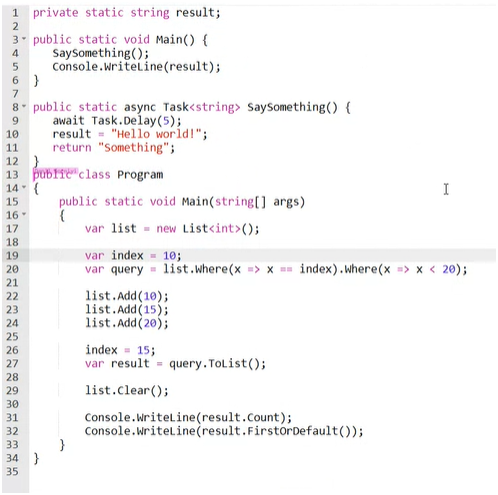 1 private static string result;
2
3 public static void Main() {
4 SaySomething();
5 Console.WriteLine(result);
6 }
7
8 public static async Task<string> SaySomething() {
9 await Task.Delay(5);
10 result = "Hello world!";
11 return "Something";
12 }
13 public class Program
14 {
15 public static void Main(string[] args)
16 {
17 var list = new List<int>();
18
19 var index = 10;
20 var query = list.Where(x => x == index).Where(x => x < 20);
21
22 list.Add(10);
23 list.Add(15);
24 list.Add(20);
25
26 index = 15;
27 var result = query.ToList();
28
29 list.Clear();
30
31 Console.WriteLine(result.Count);
32 Console.WriteLine(result.FirstOrDefault());
33 }
34 }
35